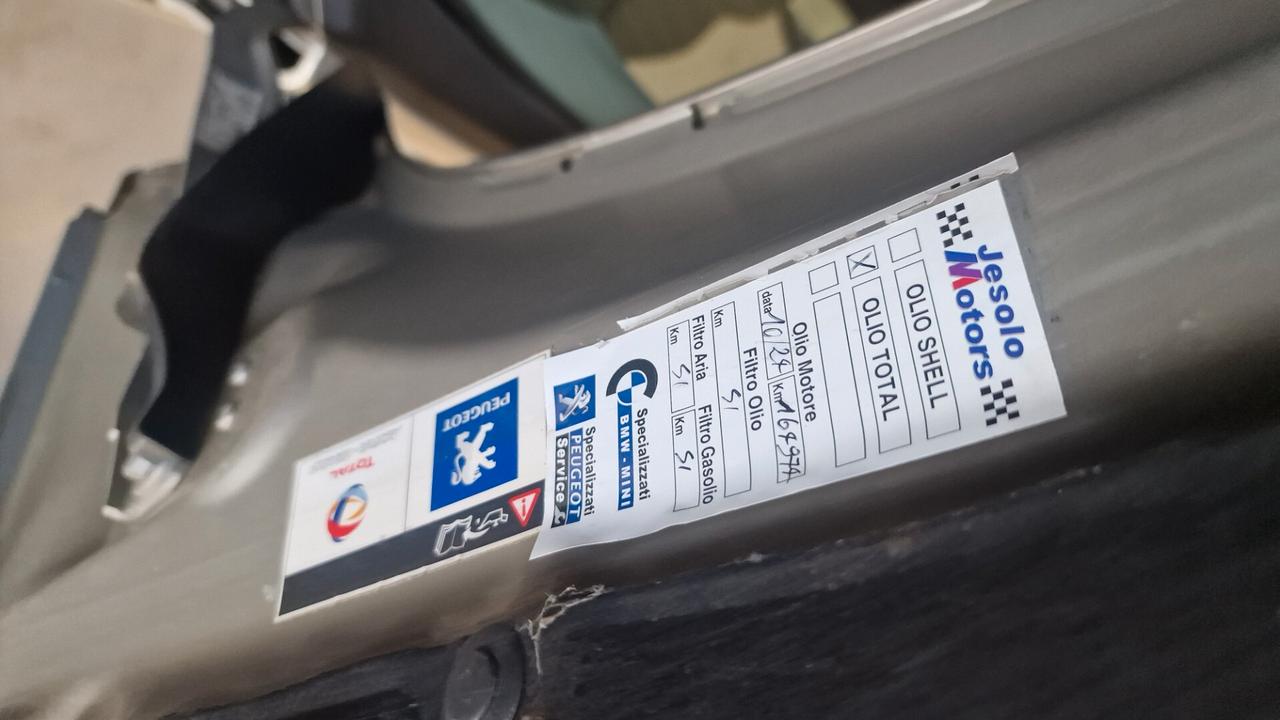 Jesolo
Motors
OLIO SHELL
X OLIO TOTAL
Olio Motore
data 10/24 Km 164974
Filtro Olio
Km SI
Filtro Aria Filtro Gasolio
Km SI Km SI
Specializzati
BMW - MINI
Specializzati
PEUGEOT
Service
PEUGEOT
TOTAL